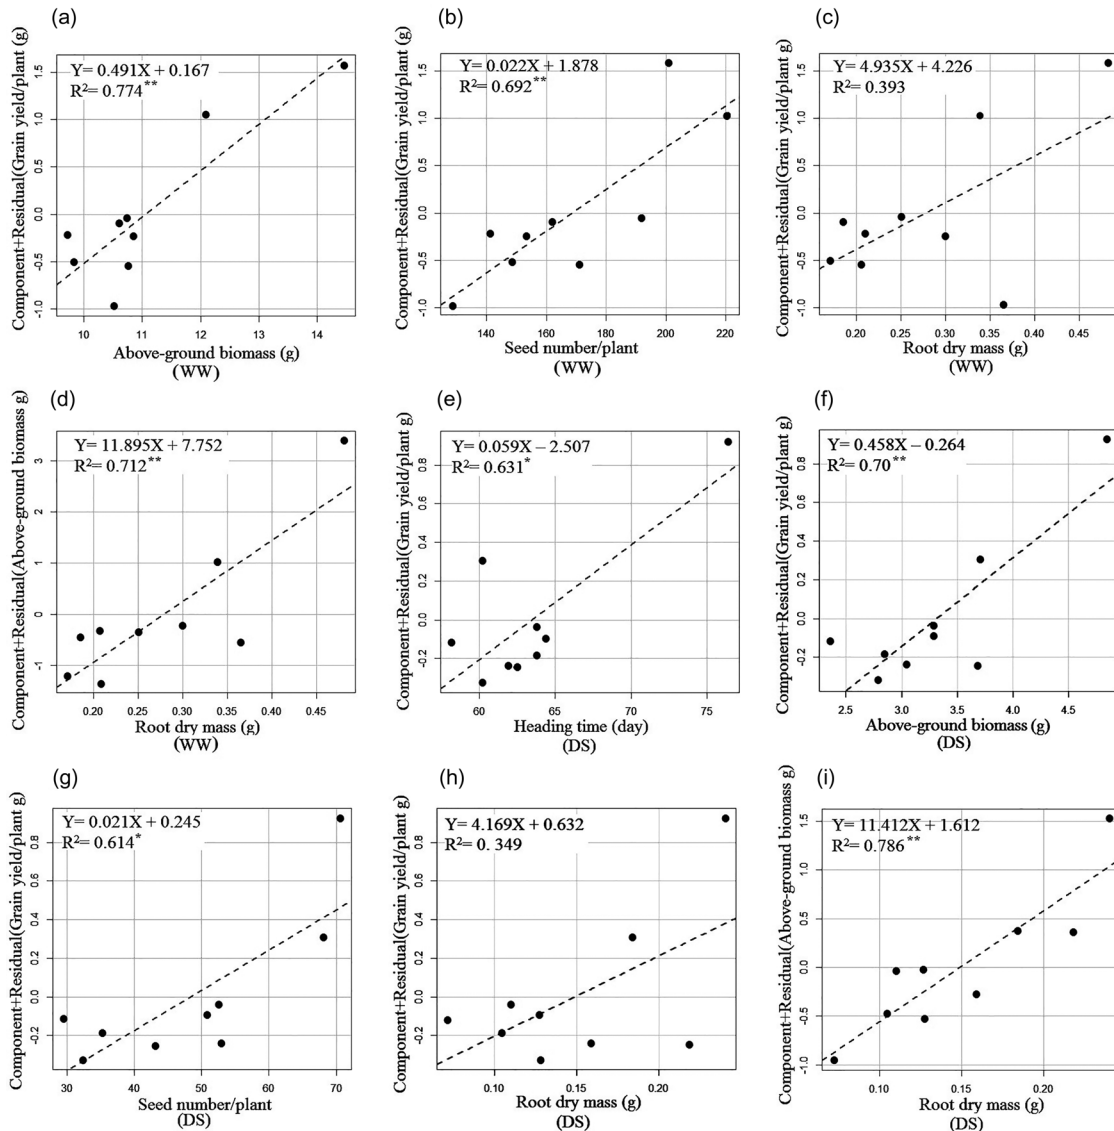 (a)
Y= 0.491X + 0.167
R²= 0.774**
Component+Residual(Grain yield/plant (g)
1.5
1.0
0.5
0.0
-0.5
-1.0
10 11 12 13 14
Above-ground biomass (g)
(WW)
(b)
Y= 0.022X + 1.878
R²= 0.692**
Component+Residual(Grain yield/plant (g)
1.5
1.0
0.5
0.0
-0.5
-1.0
140 160 180 200 220
Seed number/plant
(WW)
(c)
Y= 4.935X + 4.226
R²= 0.393
Component+Residual(Grain yield/plant (g)
1.5
1.0
0.5
0.0
-0.5
-1.0
0.20 0.25 0.30 0.35 0.40 0.45
Root dry mass (g)
(WW)
(d)
Y= 11.895X + 7.752
R²= 0.712**
Component+Residual(Above-ground biomass g)
3
2
1
0
-1
0.20 0.25 0.30 0.35 0.40 0.45
Root dry mass (g)
(WW)
(e)
Y= 0.059X − 2.507
R²= 0.631*
Component+Residual(Grain yield/plant g)
0.8
0.6
0.4
0.2
0.0
-0.2
60 65 70 75
Heading time (day)
(DS)
(f)
Y= 0.458X − 0.264
R²= 0.70**
Component+Residual(Grain yield/plant g)
0.8
0.6
0.4
0.2
0.0
-0.2
2.5 3.0 3.5 4.0 4.5
Above-ground biomass (g)
(DS)
(g)
Y= 0.021X + 0.245
R²= 0.614*
Component+Residual(Grain yield/plant g)
0.8
0.6
0.4
0.2
0.0
-0.2
30 40 50 60 70
Seed number/plant
(DS)
(h)
Y= 4.169X + 0.632
R²= 0. 349
Component+Residual(Grain yield/plant g)
0.8
0.6
0.4
0.2
0.0
-0.2
0.10 0.15 0.20
Root dry mass (g)
(DS)
(i)
Y= 11.412X + 1.612
R²= 0.786**
Component+Residual(Above-ground biomass g)
1.5
1.0
0.5
0.0
-0.5
-1.0
0.10 0.15 0.20
Root dry mass (g)
(DS)